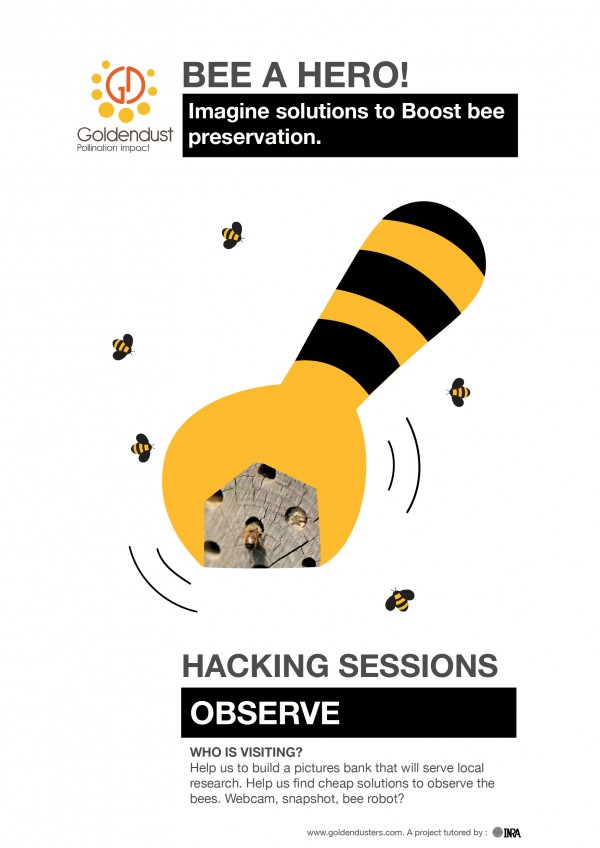 GD
Goldendust
Pollination impact
BEE A HERO!
Imagine solutions to Boost bee
preservation.
HACKING SESSIONS
OBSERVE
WHO IS VISITING?
Help us to build a pictures bank that will serve local
research. Help us find cheap solutions to observe the
bees. Webcam, snapshot, bee robot?
www.goldendusters.com. A project tutored by : INRA